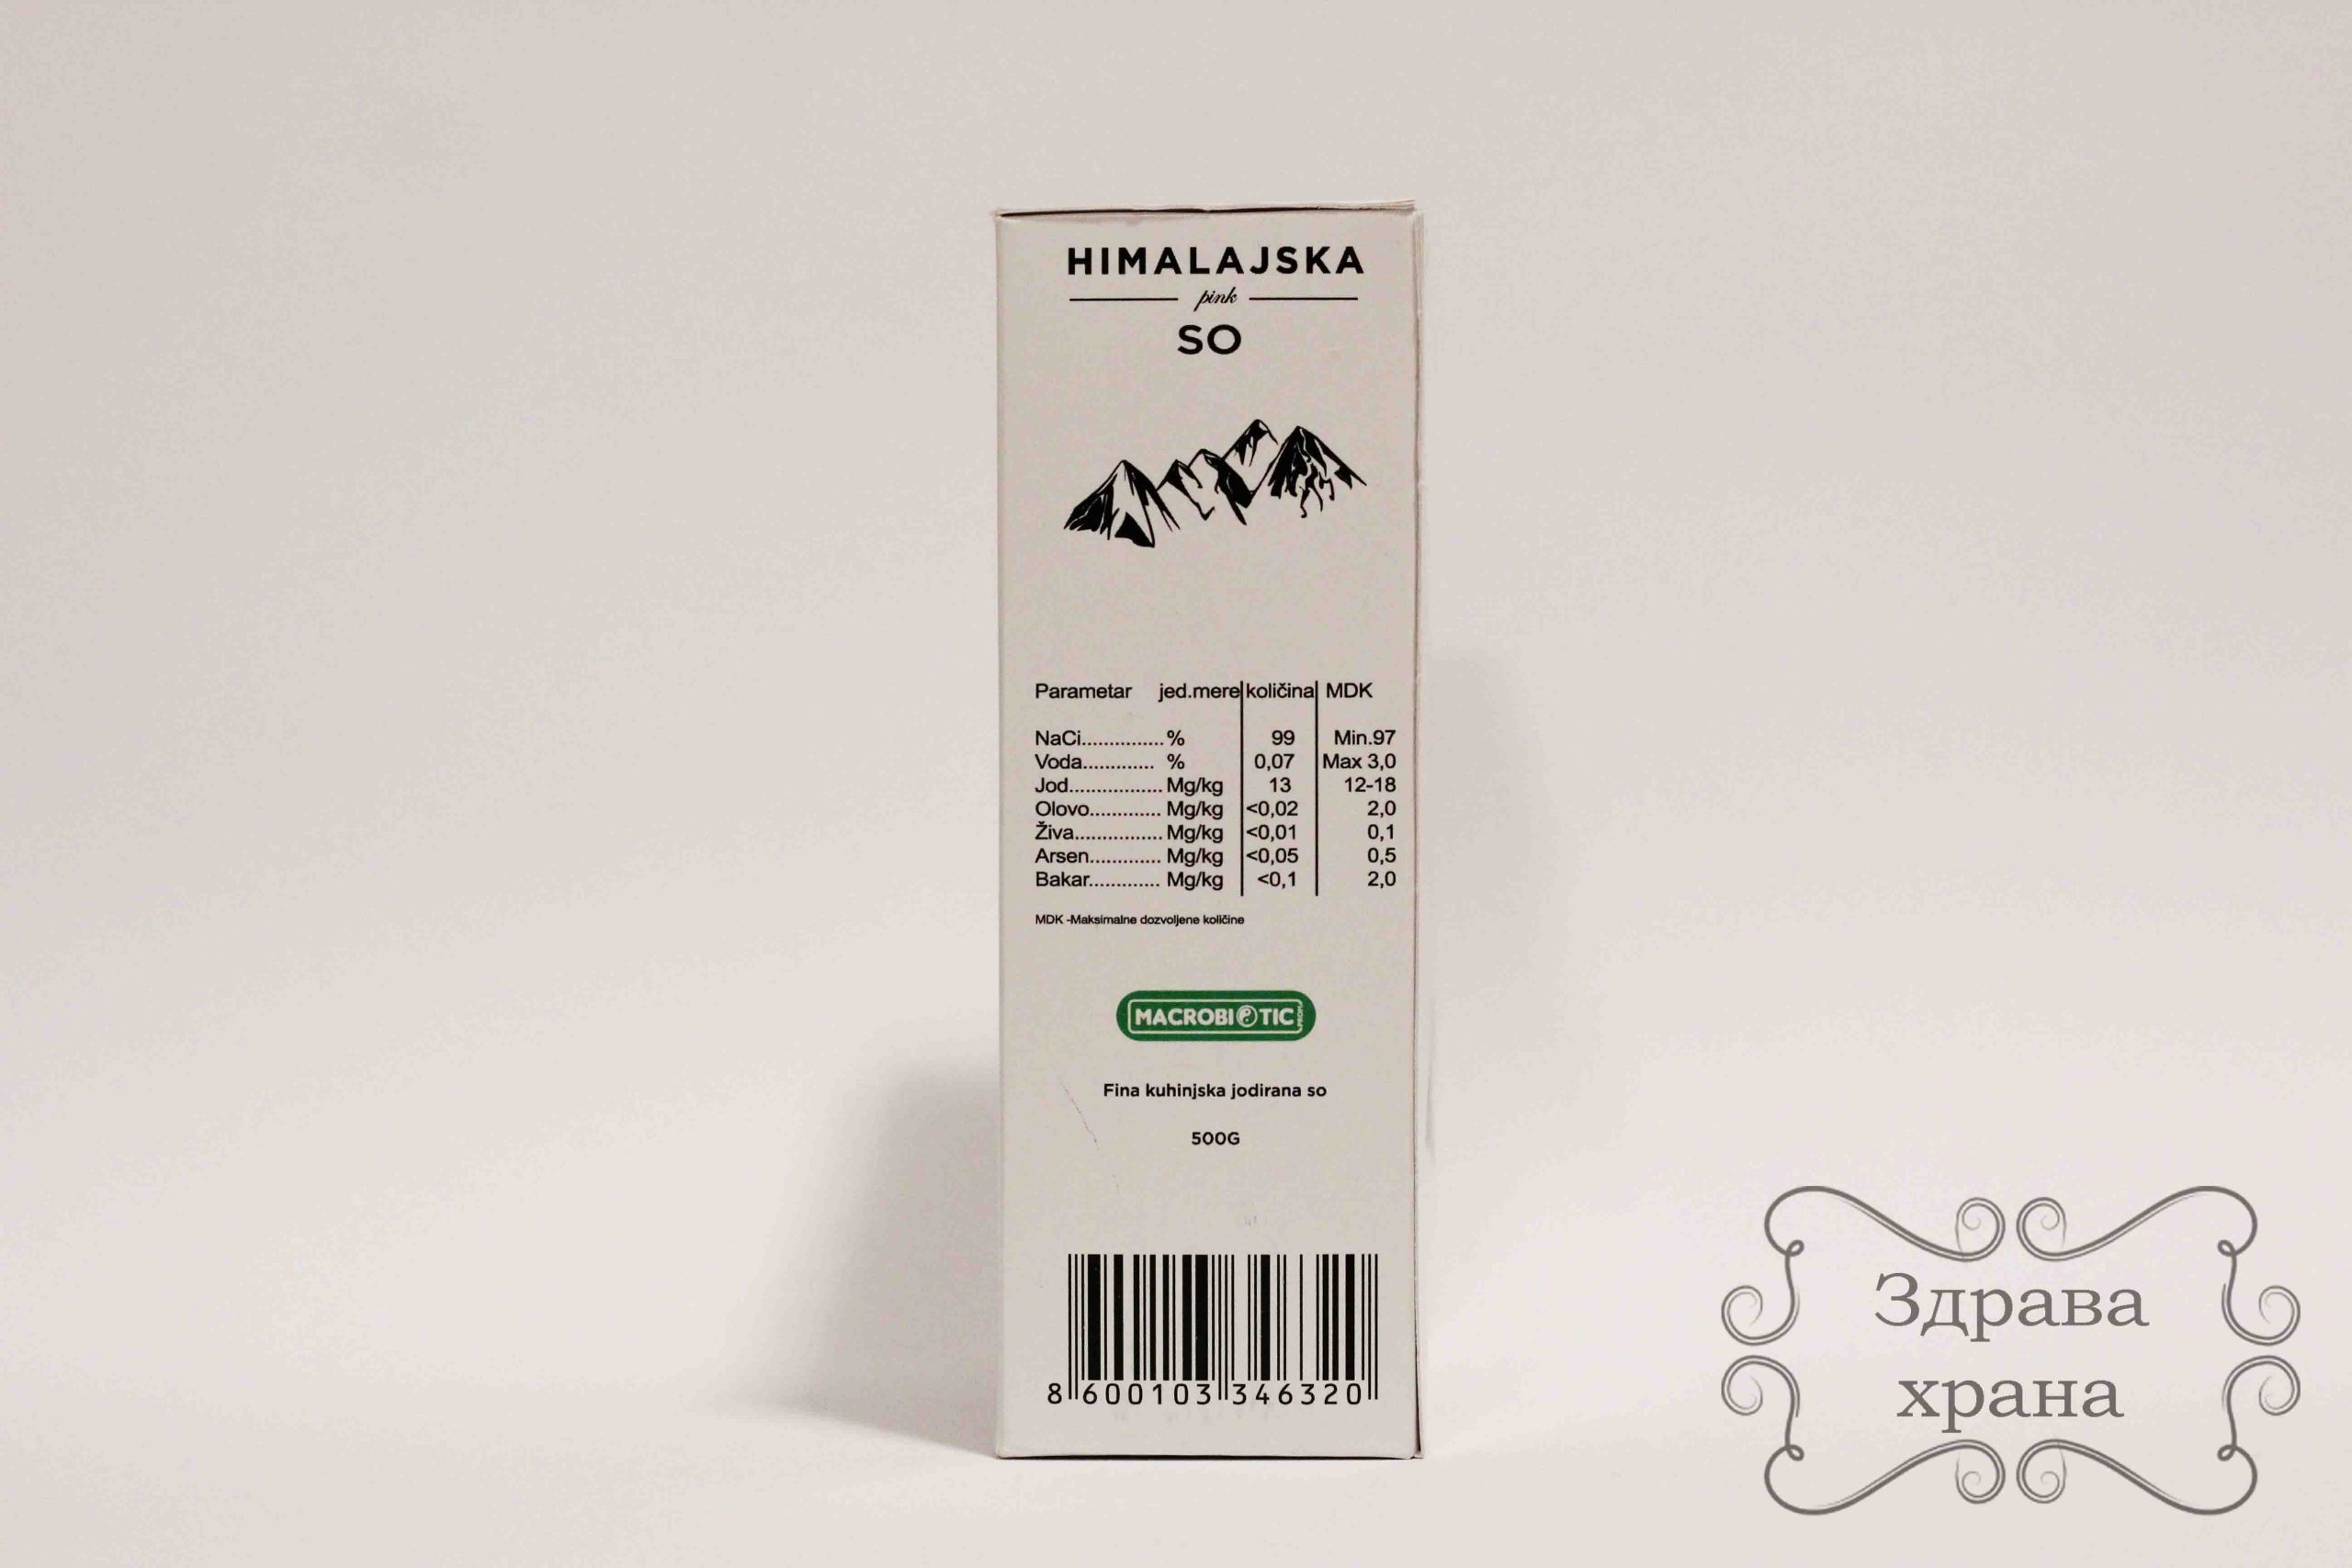 HIMALAJSKA
pink
SO
Parametar jed.mere količina MDK
NaCi............... % 99 Min.97
Voda............. % 0,07 Max 3,0
Jod................. Mg/kg 13 12-18
Olovo............. Mg/kg <0,02 2,0
Živa................ Mg/kg <0,01 0,1
Arsen............. Mg/kg <0,05 0,5
Bakar............. Mg/kg <0,1 2,0
MDK -Maksimalne dozvoljene količine
MACROBIOTIC
Fina kuhinjska jodirana so
500G
8 600103 346320
Здрава
храна